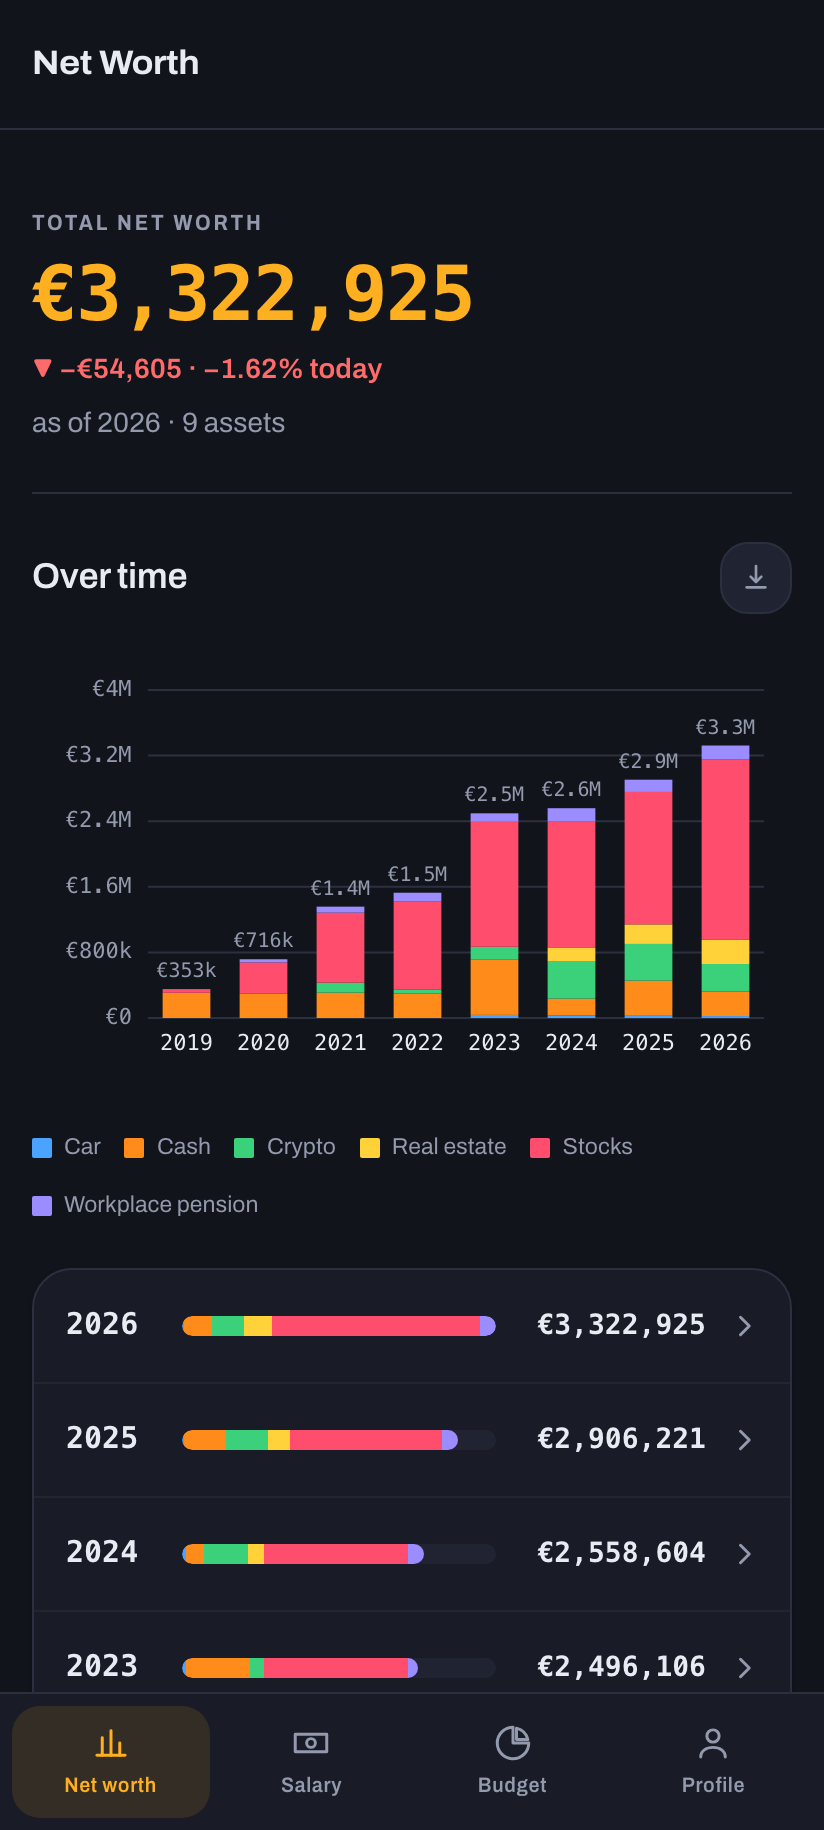 Net Worth
TOTAL NET WORTH
€3,322,925
▼ −€54,605 · −1.62% today
as of 2026 · 9 assets
Over time
€4M
€3.2M
€2.4M
€1.6M
€800k
€0
€353k
€716k
€1.4M
€1.5M
€2.5M
€2.6M
€2.9M
€3.3M
2019 2020 2021 2022 2023 2024 2025 2026
Car Cash Crypto Real estate Stocks
Workplace pension
2026 €3,322,925
2025 €2,906,221
2024 €2,558,604
2023 €2,496,106
Net worth Salary Budget Profile